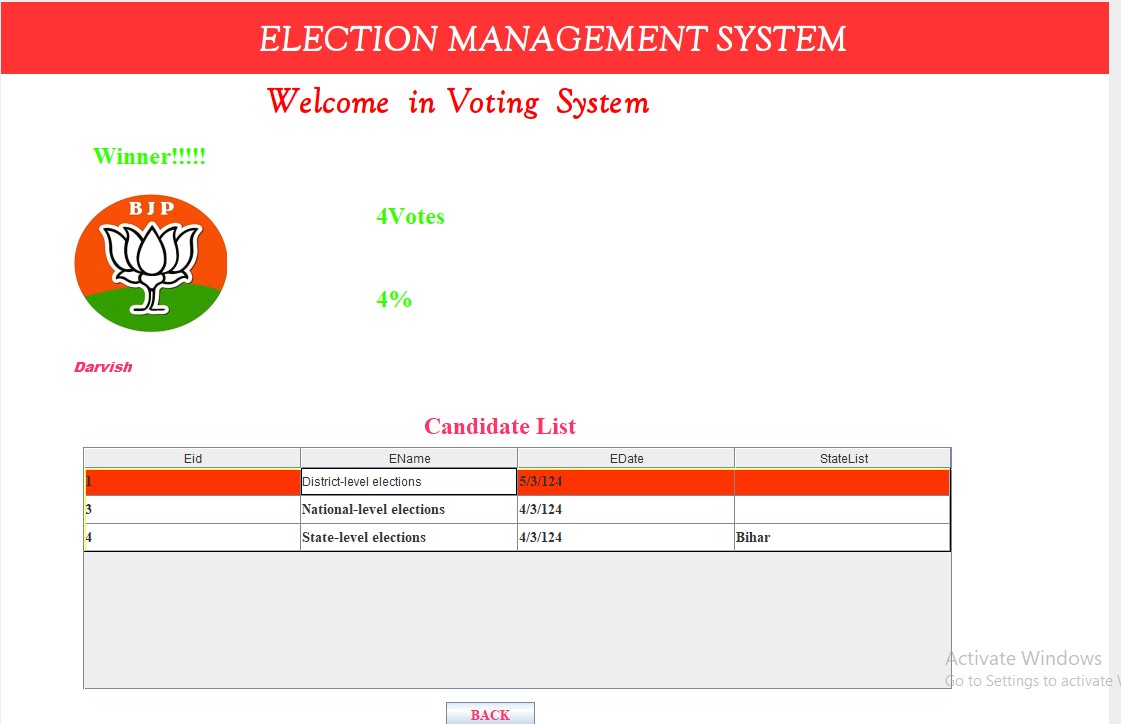 ELECTION MANAGEMENT SYSTEM
Welcome in Voting System
Winner!!!!!
BJP
4Votes
4%
Darvish
Candidate List
Eid EName EDate StateList
1 District-level elections 5/3/124
3 National-level elections 4/3/124
4 State-level elections 4/3/124 Bihar
Activate Windows
Go to Settings to activate
BACK